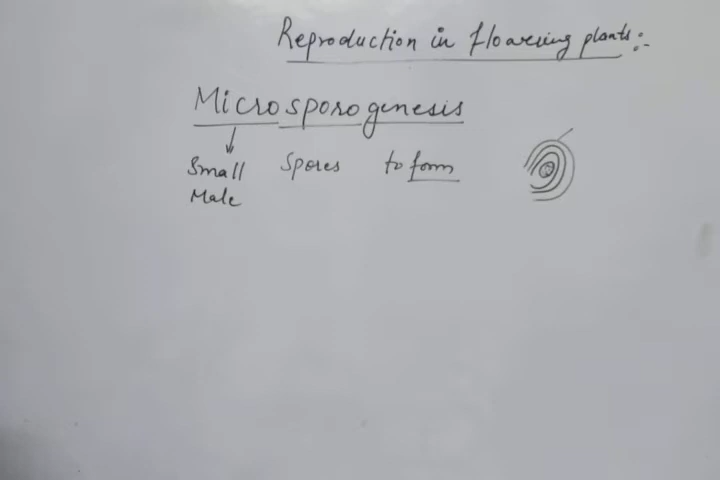 Reproduction in flowering plants:-
Microsporogenesis
Small Spores to form
Male